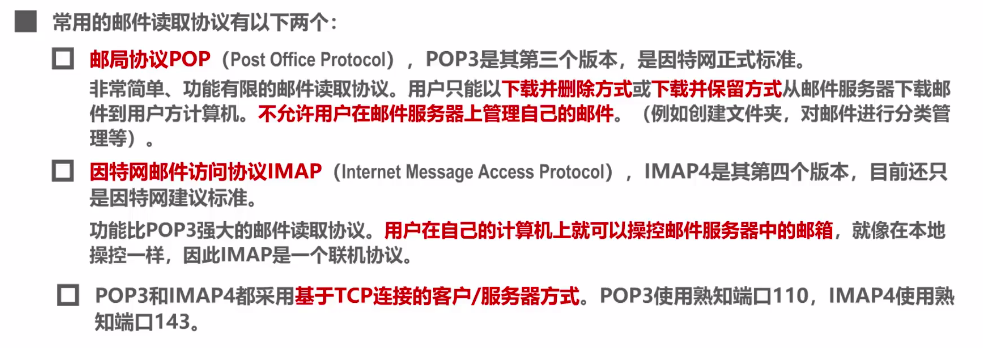 常用的邮件读取协议有以下两个：
邮局协议POP（Post Office Protocol），POP3是其第三个版本，是因特网正式标准。
非常简单、功能有限的邮件读取协议。用户只能以下载并删除方式或下载并保留方式从邮件服务器下载邮
件到用户方计算机。不允许用户在邮件服务器上管理自己的邮件。（例如创建文件夹，对邮件进行分类管
理等）。
因特网邮件访问协议IMAP（Internet Message Access Protocol），IMAP4是其第四个版本，目前还只
是因特网建议标准。
功能比POP3强大的邮件读取协议。用户在自己的计算机上就可以操控邮件服务器中的邮箱，就像在本地
操控一样，因此IMAP是一个联机协议。
POP3和IMAP4都采用基于TCP连接的客户/服务器方式。POP3使用熟知端口110，IMAP4使用熟
知端口143。